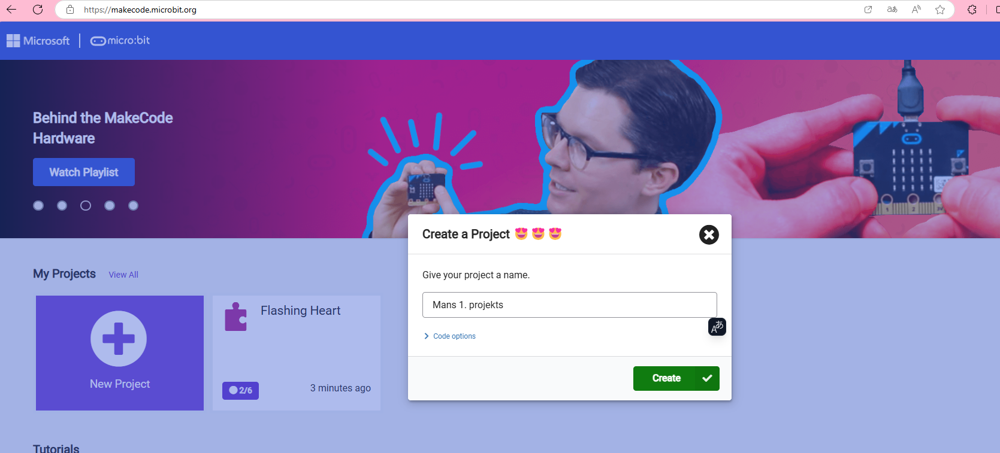 https://makecode.microbit.org
Microsoft | micro:bit
Behind the MakeCode
Hardware
Watch Playlist
Create a Project 😍 😍 😍
Give your project a name.
Mans 1. projekts
Code options
Create
My Projects View All
New Project
Flashing Heart
2/6
3 minutes ago
Tutorials